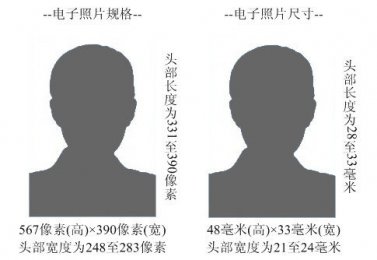 --电子照片规格--
头部长度为331至390像素
567像素(高)×390像素(宽)
头部宽度为248至283像素
--电子照片尺寸--
头部长度为28至33毫米
48毫米(高)×33毫米(宽)
头部宽度为21至24毫米